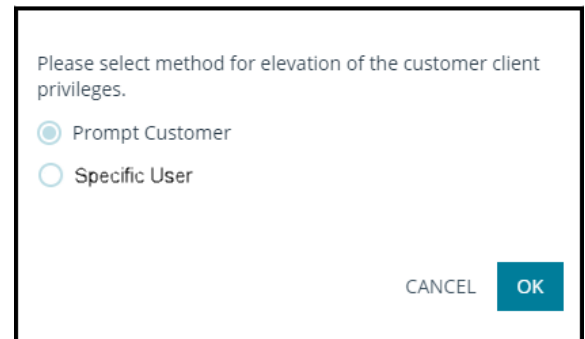 Please select method for elevation of the customer client
privileges.
Prompt Customer
Specific User
CANCEL OK